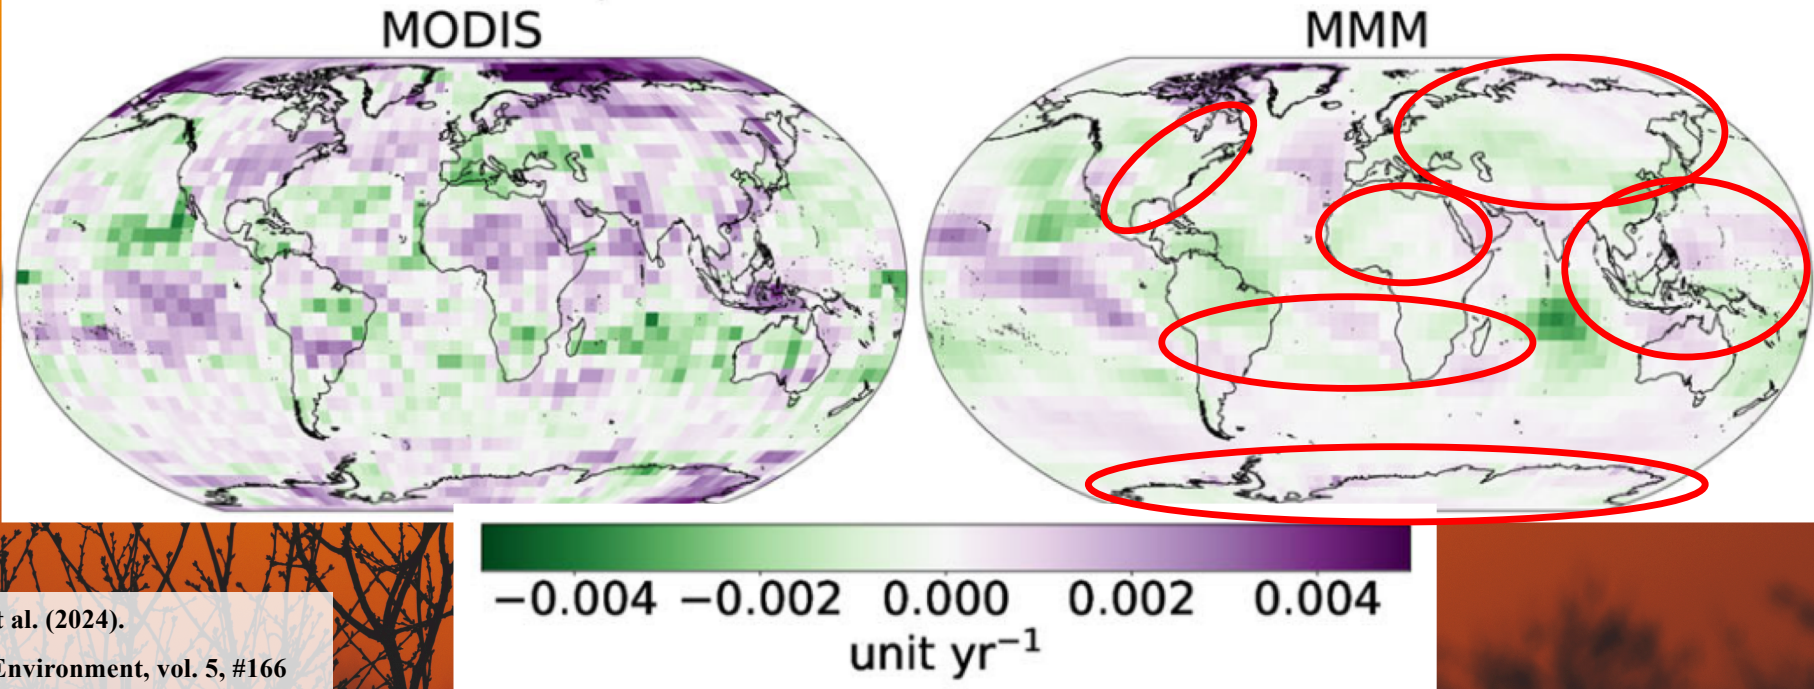 MODIS
MMM
−0.004 −0.002 0.000 0.002 0.004
unit yr⁻¹
et al. (2024).
Environment, vol. 5, #166